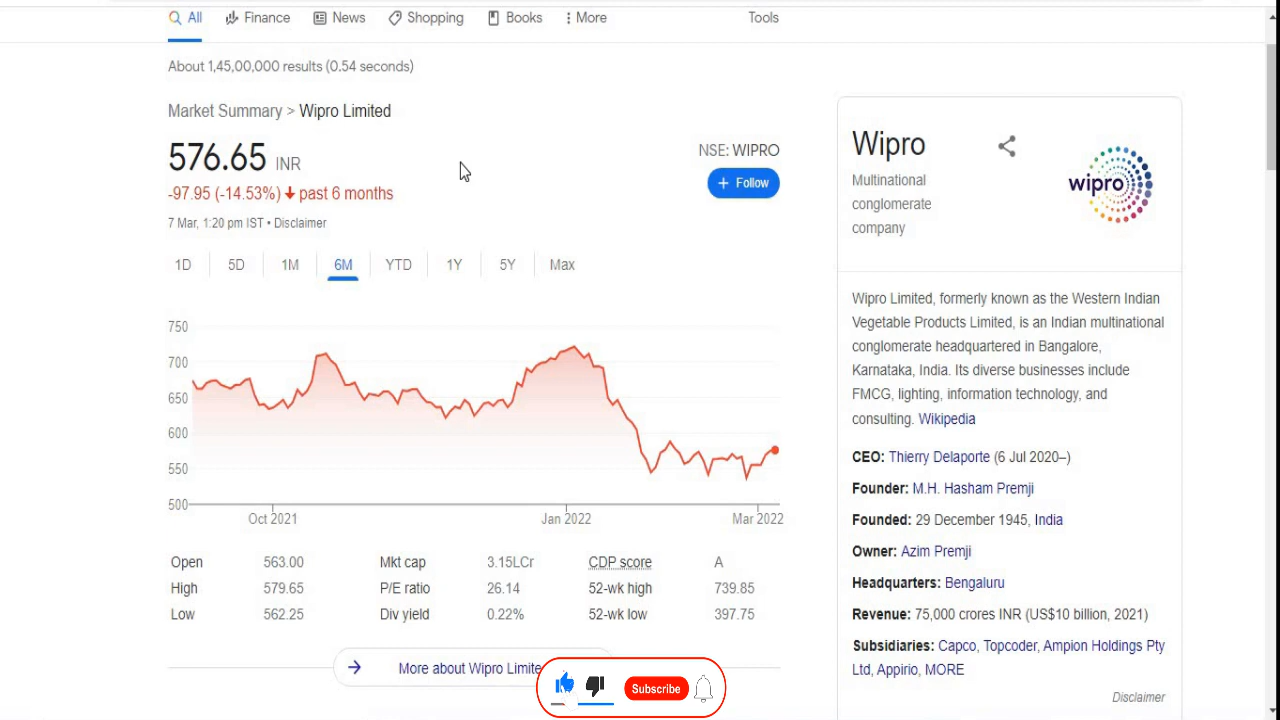 All Finance News Shopping Books More Tools
About 1,45,00,000 results (0.54 seconds)
Market Summary > Wipro Limited
576.65 INR
-97.95 (-14.53%) past 6 months
7 Mar, 1:20 pm IST • Disclaimer
NSE: WIPRO
+ Follow
1D 5D 1M 6M YTD 1Y 5Y Max
750
700
650
600
550
500
Oct 2021 Jan 2022 Mar 2022
Open 563.00 Mkt cap 3.15LCr CDP score A
High 579.65 P/E ratio 26.14 52-wk high 739.85
Low 562.25 Div yield 0.22% 52-wk low 397.75
More about Wipro Limite
Subscribe
Wipro
Multinational
conglomerate
company
wipro
Wipro Limited, formerly known as the Western Indian
Vegetable Products Limited, is an Indian multinational
conglomerate headquartered in Bangalore,
Karnataka, India. Its diverse businesses include
FMCG, lighting, information technology, and
consulting. Wikipedia
CEO: Thierry Delaporte (6 Jul 2020–)
Founder: M.H. Hasham Premji
Founded: 29 December 1945, India
Owner: Azim Premji
Headquarters: Bengaluru
Revenue: 75,000 crores INR (US$10 billion, 2021)
Subsidiaries: Capco, Topcoder, Ampion Holdings Pty
Ltd, Appirio, MORE
Disclaimer